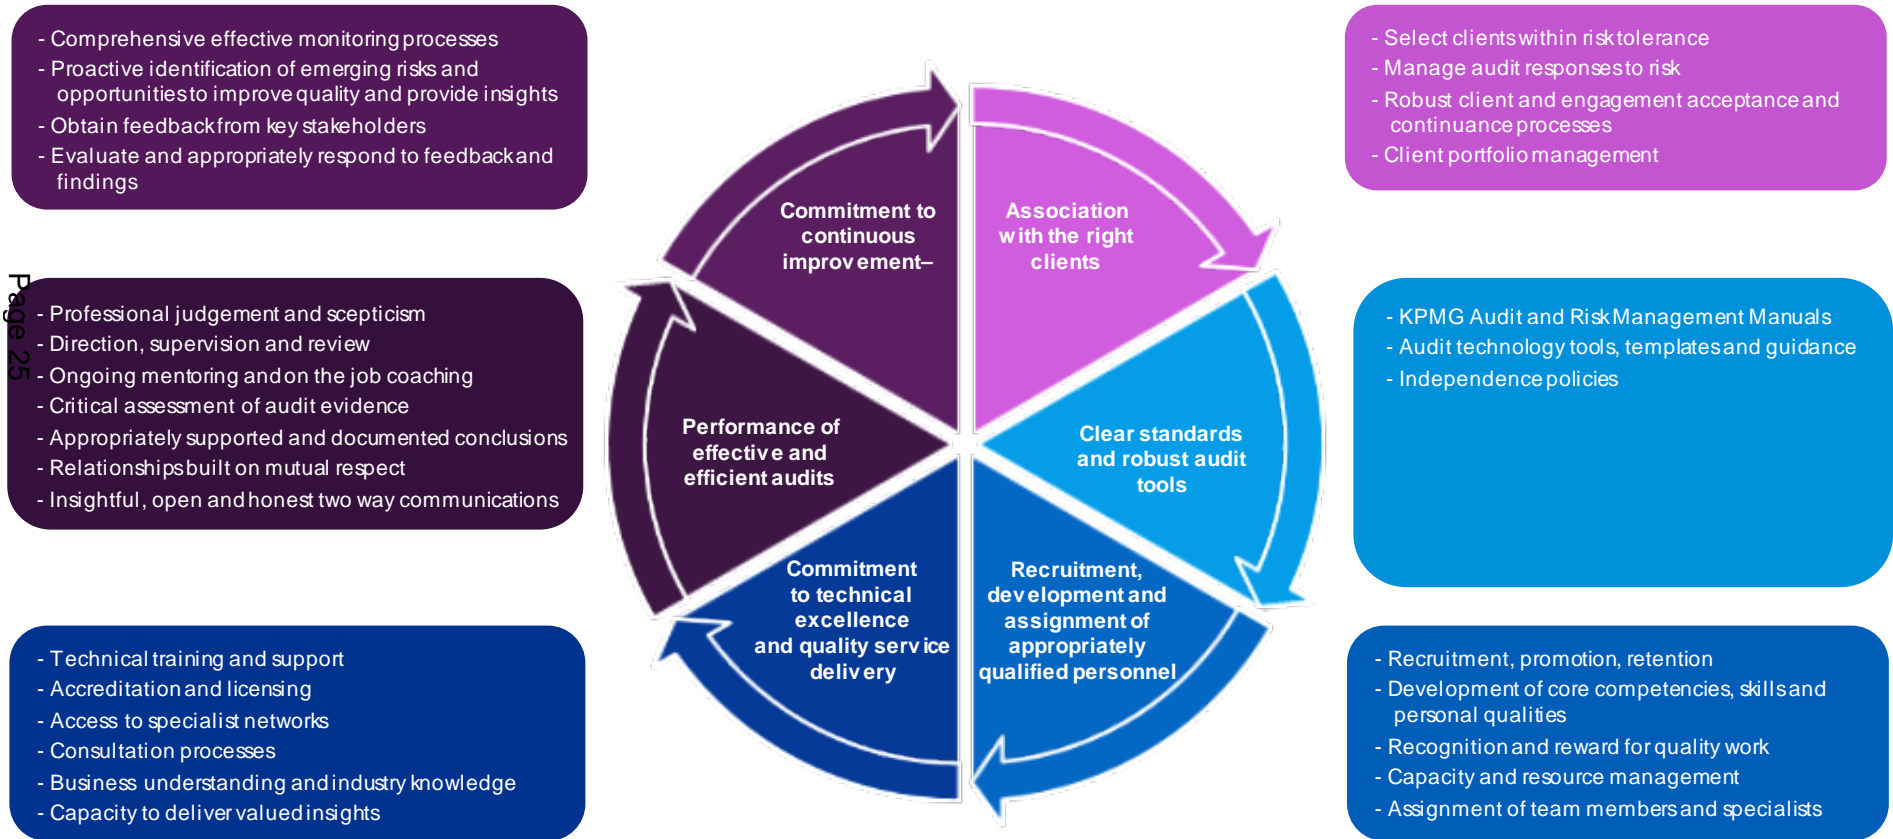 - Comprehensive effective monitoring processes
- Proactive identification of emerging risks and
opportunities to improve quality and provide insights
- Obtain feedback from key stakeholders
- Evaluate and appropriately respond to feedback and
findings
- Select clients within risk tolerance
- Manage audit responses to risk
- Robust client and engagement acceptance and
continuance processes
- Client portfolio management
Commitment to
continuous
improvement–
Association
with the right
clients
Page 25
- Professional judgement and scepticism
- Direction, supervision and review
- Ongoing mentoring and on the job coaching
- Critical assessment of audit evidence
- Appropriately supported and documented conclusions
- Relationships built on mutual respect
- Insightful, open and honest two way communications
Performance of
effective and
efficient audits
Clear standards
and robust audit
tools
- KPMG Audit and Risk Management Manuals
- Audit technology tools, templates and guidance
- Independence policies
Commitment
to technical
excellence
and quality service
delivery
Recruitment,
development and
assignment of
appropriately
qualified personnel
- Technical training and support
- Accreditation and licensing
- Access to specialist networks
- Consultation processes
- Business understanding and industry knowledge
- Capacity to deliver valued insights
- Recruitment, promotion, retention
- Development of core competencies, skills and
personal qualities
- Recognition and reward for quality work
- Capacity and resource management
- Assignment of team members and specialists